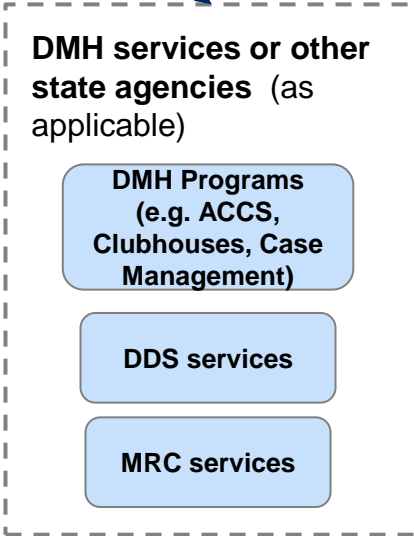 DMH services or other
state agencies (as
applicable)
DMH Programs
(e.g. ACCS,
Clubhouses, Case
Management)
DDS services
MRC services